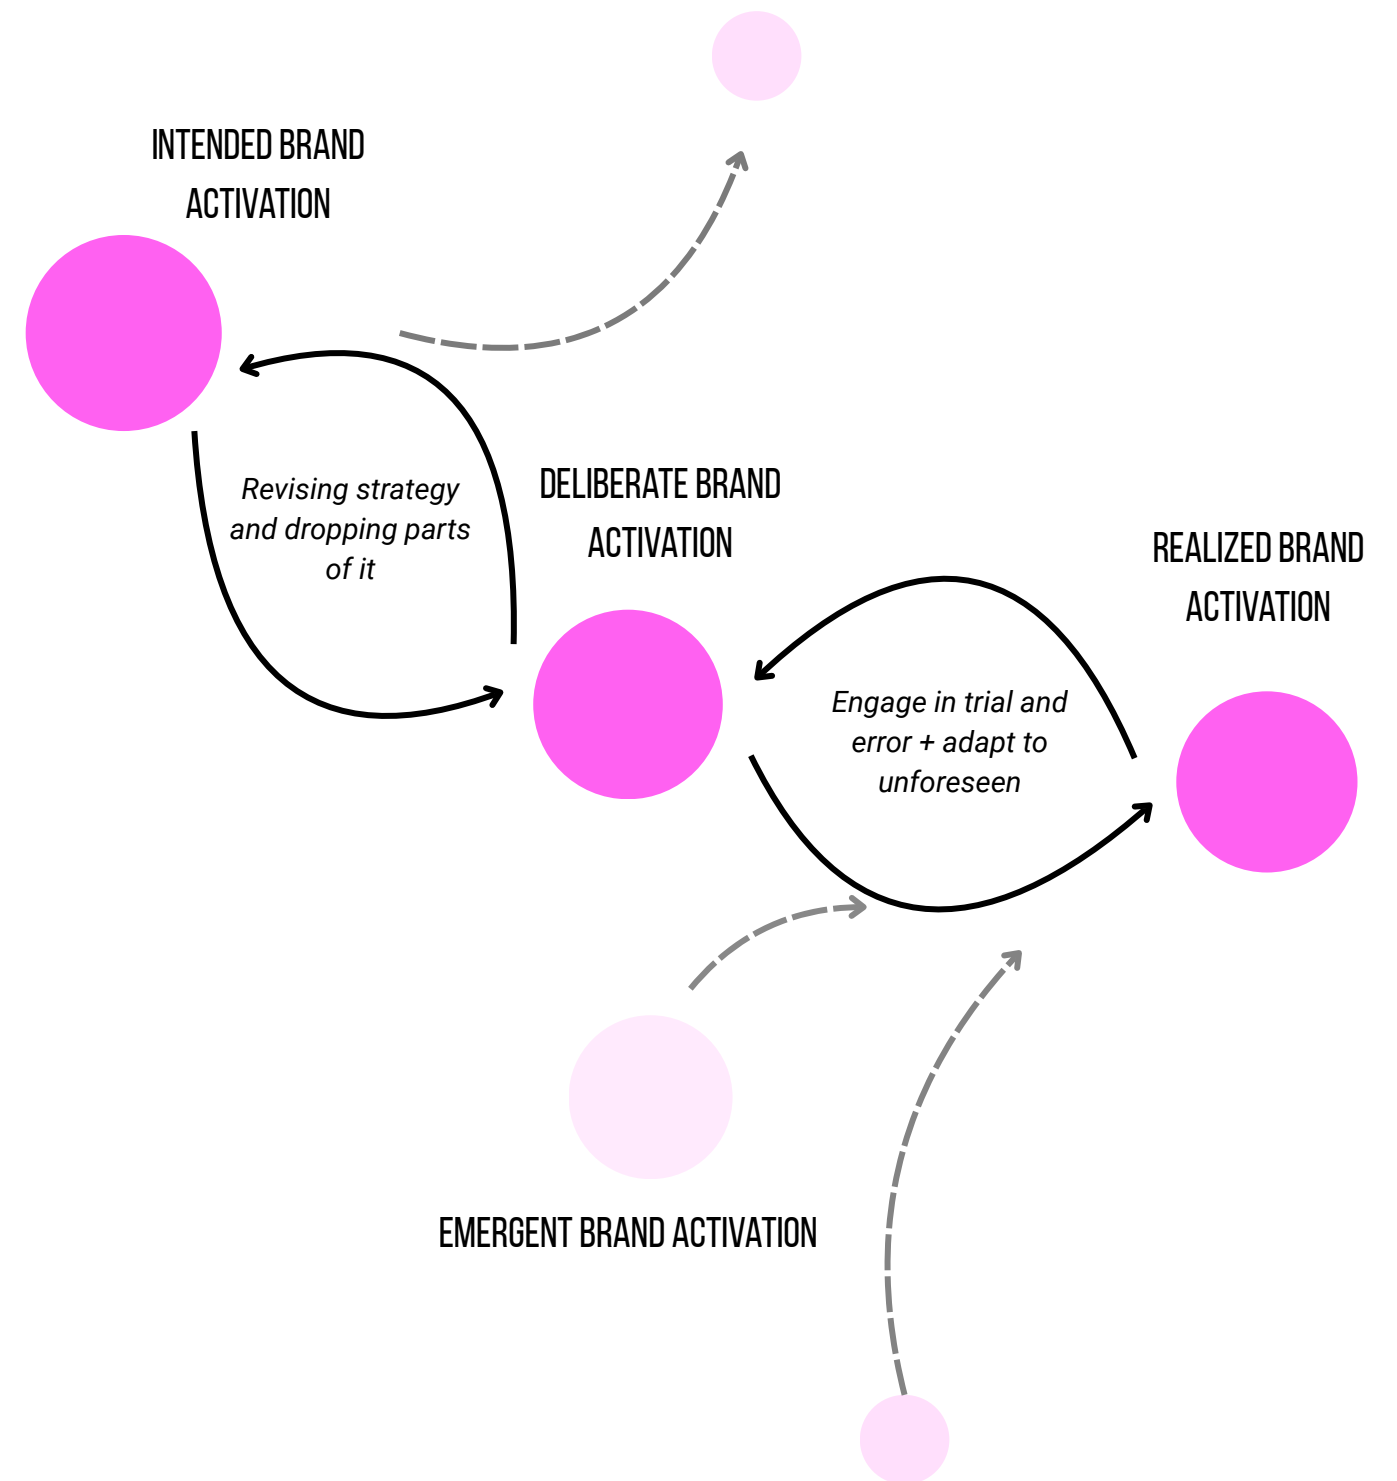 INTENDED BRAND
ACTIVATION
Revising strategy
and dropping parts
of it
DELIBERATE BRAND
ACTIVATION
REALIZED BRAND
ACTIVATION
Engage in trial and
error + adapt to
unforeseen
EMERGENT BRAND ACTIVATION